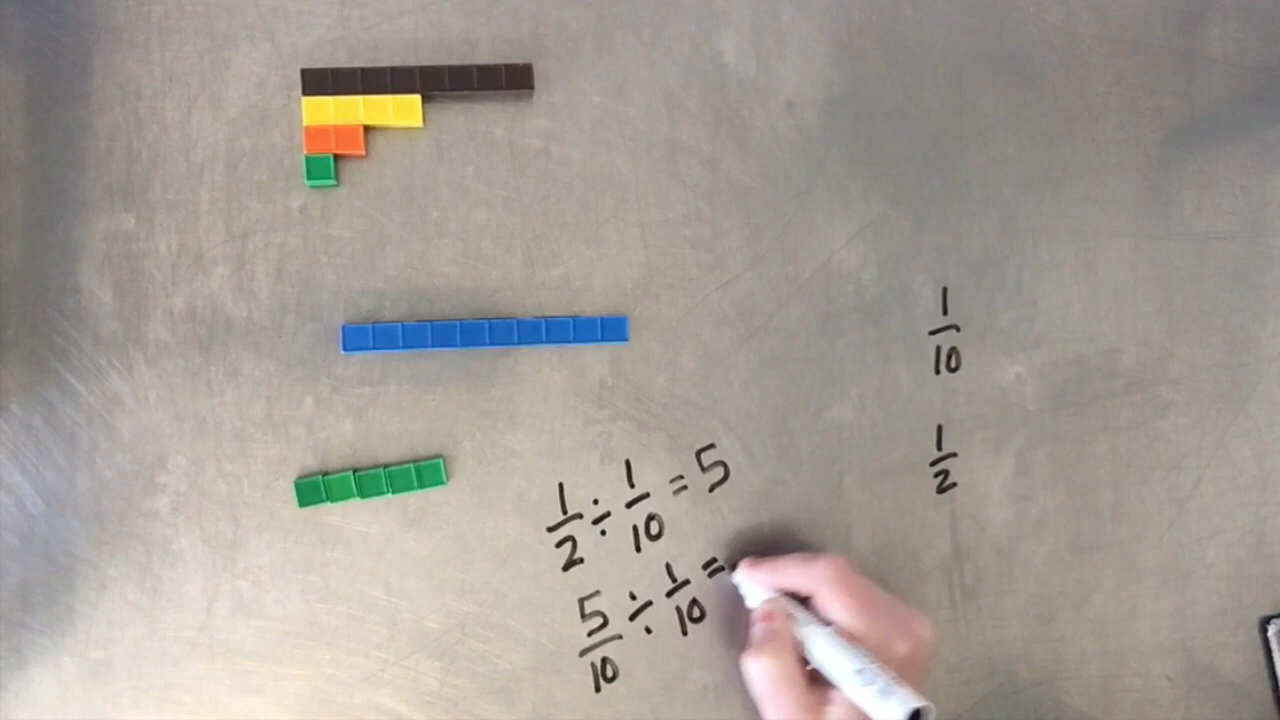 1/10
1/2
1/2 ÷ 1/10 = 5
5/10 ÷ 1/10 =